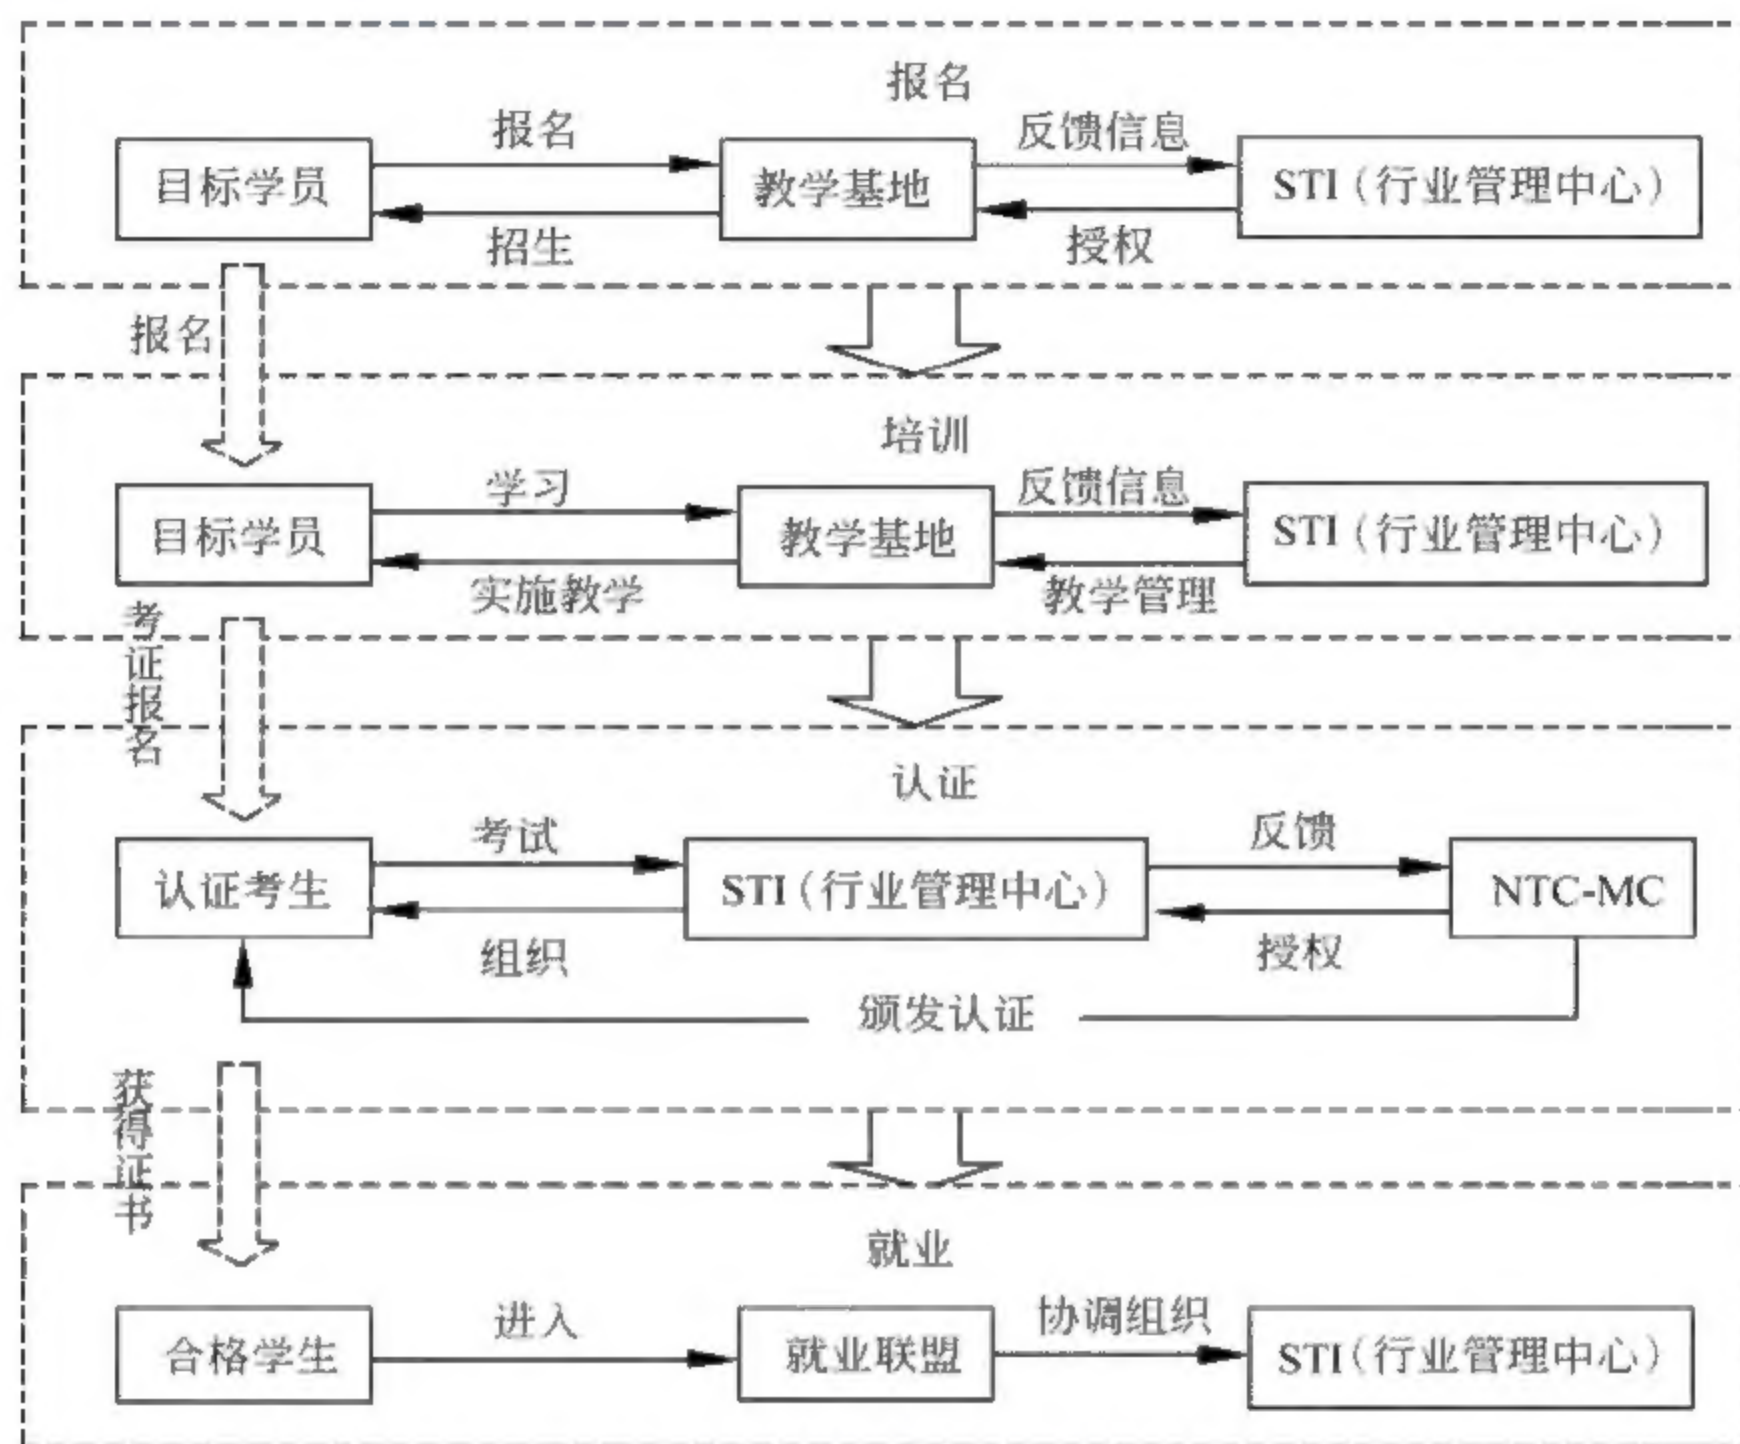 报名
报名
反馈信息
目标学员
教学基地
STI（行业管理中心）
招生
授权
报名
培训
学习
反馈信息
目标学员
教学基地
STI（行业管理中心）
实施教学
教学管理
考证报名
认证
考试
反馈
认证考生
STI（行业管理中心）
NTC-MC
组织
授权
颁发认证
获得证书
就业
进入
协调组织
合格学生
就业联盟
STI（行业管理中心）